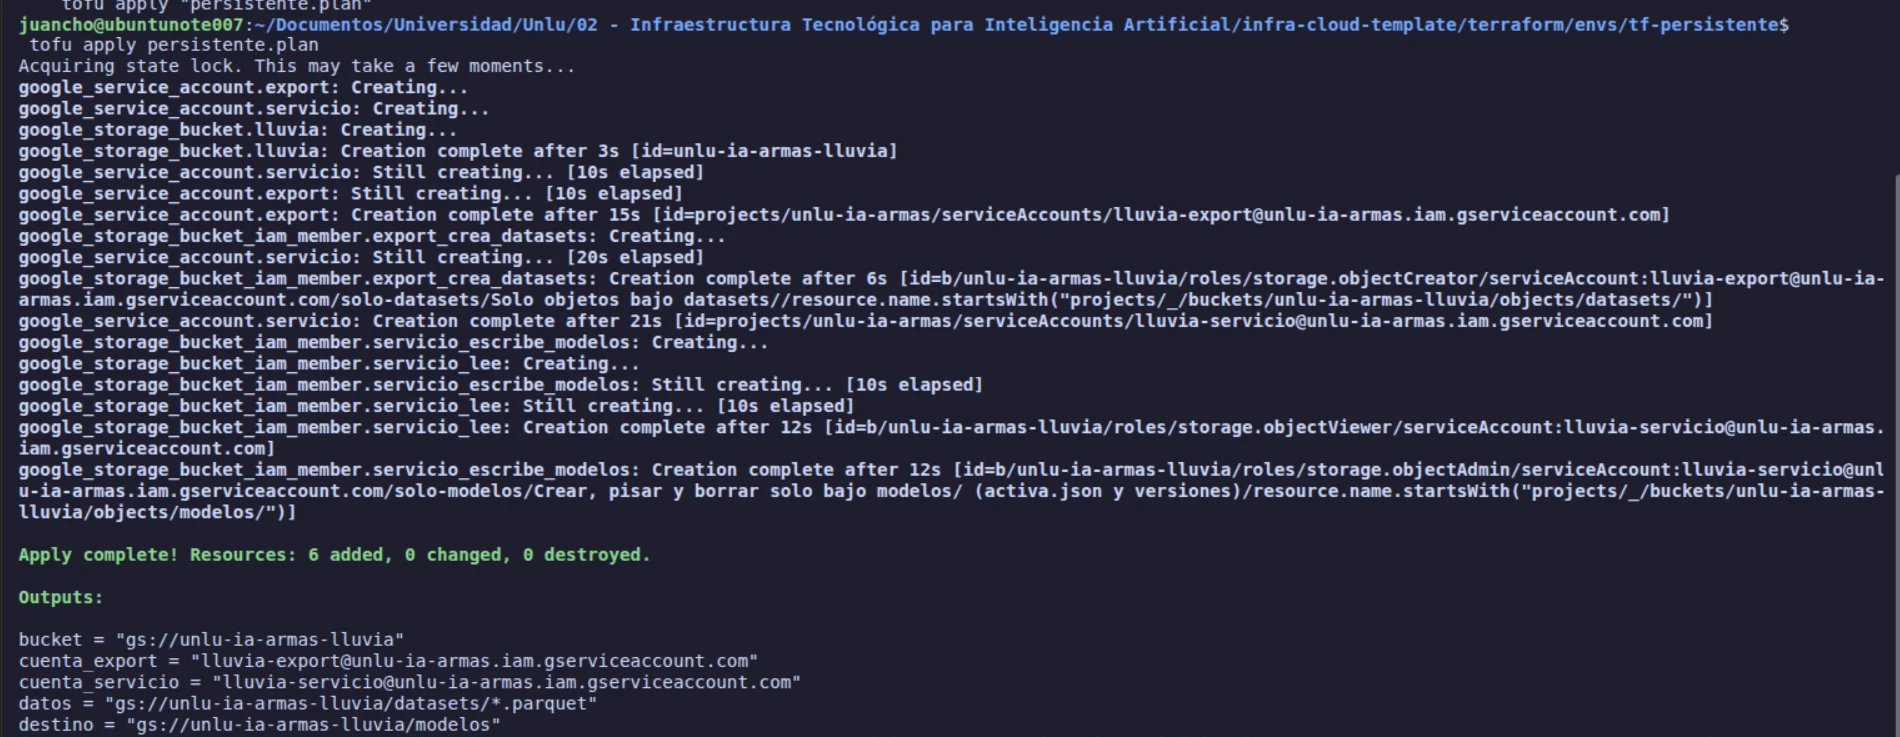 tofu apply "persistente.plan"
juancho@ubuntunote007:~/Documentos/Universidad/Unlu/02 - Infraestructura Tecnológica para Inteligencia Artificial/infra-cloud-template/terraform/envs/tf-persistente$
tofu apply persistente.plan
Acquiring state lock. This may take a few moments...
google_service_account.export: Creating...
google_service_account.servicio: Creating...
google_storage_bucket.lluvia: Creating...
google_storage_bucket.lluvia: Creation complete after 3s [id=unlu-ia-armas-lluvia]
google_service_account.servicio: Still creating... [10s elapsed]
google_service_account.export: Still creating... [10s elapsed]
google_service_account.export: Creation complete after 15s [id=projects/unlu-ia-armas/serviceAccounts/lluvia-export@unlu-ia-armas.iam.gserviceaccount.com]
google_storage_bucket_iam_member.export_crea_datasets: Creating...
google_service_account.servicio: Still creating... [20s elapsed]
google_storage_bucket_iam_member.export_crea_datasets: Creation complete after 6s [id=b/unlu-ia-armas-lluvia/roles/storage.objectCreator/serviceAccount:lluvia-export@unlu-ia-
armas.iam.gserviceaccount.com/solo-datasets/Solo objetos bajo datasets//resource.name.startsWith("projects/_/buckets/unlu-ia-armas-lluvia/objects/datasets/")]
google_service_account.servicio: Creation complete after 21s [id=projects/unlu-ia-armas/serviceAccounts/lluvia-servicio@unlu-ia-armas.iam.gserviceaccount.com]
google_storage_bucket_iam_member.servicio_escribe_modelos: Creating...
google_storage_bucket_iam_member.servicio_lee: Creating...
google_storage_bucket_iam_member.servicio_escribe_modelos: Still creating... [10s elapsed]
google_storage_bucket_iam_member.servicio_lee: Still creating... [10s elapsed]
google_storage_bucket_iam_member.servicio_lee: Creation complete after 12s [id=b/unlu-ia-armas-lluvia/roles/storage.objectViewer/serviceAccount:lluvia-servicio@unlu-ia-armas.
iam.gserviceaccount.com]
google_storage_bucket_iam_member.servicio_escribe_modelos: Creation complete after 12s [id=b/unlu-ia-armas-lluvia/roles/storage.objectAdmin/serviceAccount:lluvia-servicio@unl
u-ia-armas.iam.gserviceaccount.com/solo-modelos/Crear, pisar y borrar solo bajo modelos/ (activa.json y versiones)/resource.name.startsWith("projects/_/buckets/unlu-ia-armas-
lluvia/objects/modelos/")]
Apply complete! Resources: 6 added, 0 changed, 0 destroyed.
Outputs:
bucket = "gs://unlu-ia-armas-lluvia"
cuenta_export = "lluvia-export@unlu-ia-armas.iam.gserviceaccount.com"
cuenta_servicio = "lluvia-servicio@unlu-ia-armas.iam.gserviceaccount.com"
datos = "gs://unlu-ia-armas-lluvia/datasets/*.parquet"
destino = "gs://unlu-ia-armas-lluvia/modelos"